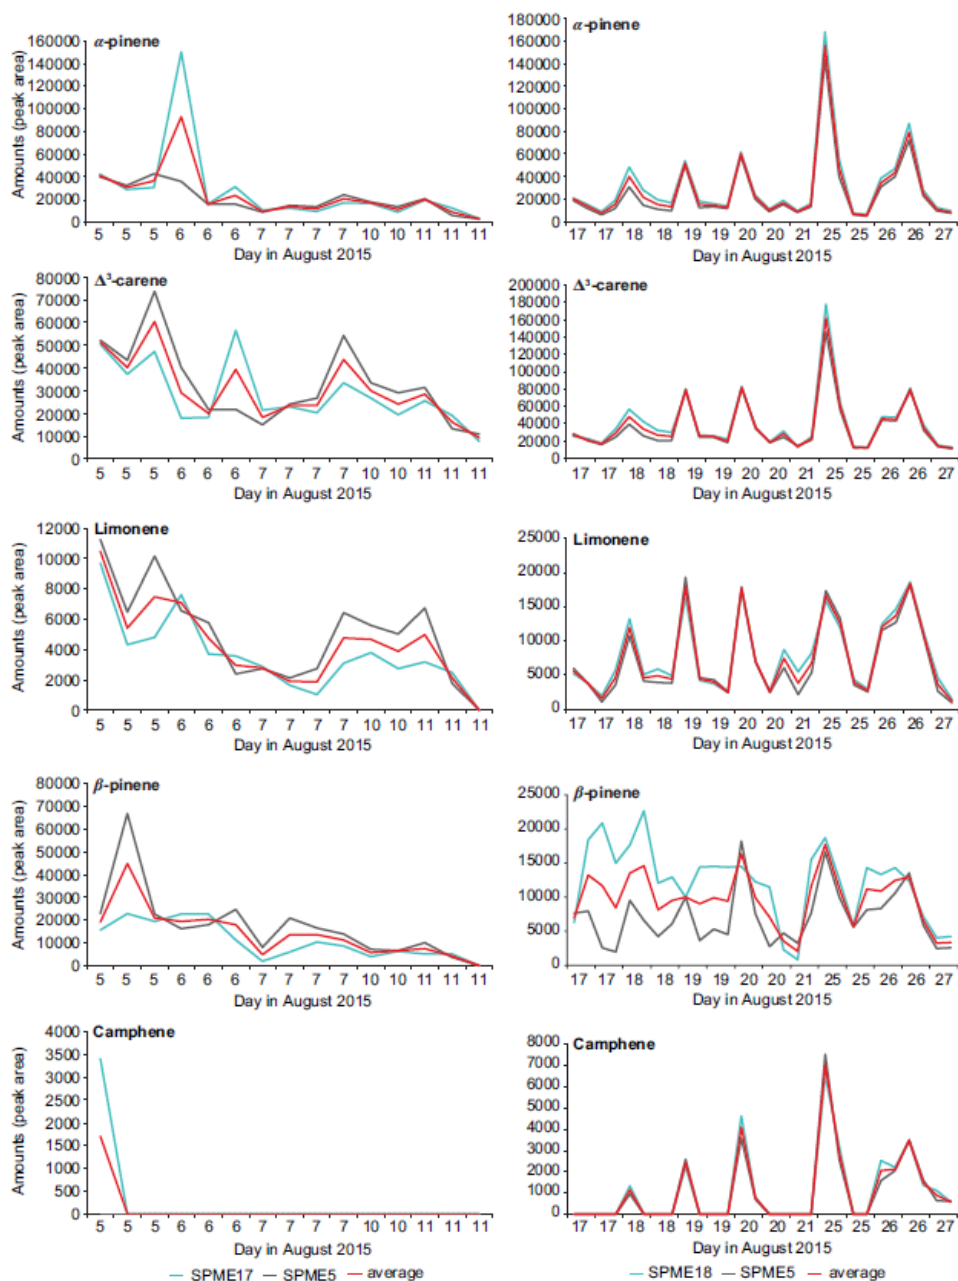 α-pinene
Amounts (peak area)
160000
140000
120000
100000
80000
60000
40000
20000
0
5 5 5 6 6 6 7 7 7 7 10 10 11 11 11
Day in August 2015
α-pinene
180000
160000
140000
120000
100000
80000
60000
40000
20000
0
17 17 18 18 19 19 20 20 21 25 25 26 26 27
Day in August 2015
Δ³-carene
Amounts (peak area)
80000
70000
60000
50000
40000
30000
20000
10000
0
5 5 5 6 6 6 7 7 7 7 10 10 11 11 11
Day in August 2015
Δ³-carene
200000
180000
160000
140000
120000
100000
80000
60000
40000
20000
0
17 17 18 18 19 19 20 20 21 25 25 26 26 27
Day in August 2015
Limonene
Amounts (peak area)
12000
10000
8000
6000
4000
2000
0
5 5 5 6 6 6 7 7 7 7 10 10 11 11 11
Day in August 2015
Limonene
25000
20000
15000
10000
5000
0
17 17 18 18 19 19 20 20 21 25 25 26 26 27
Day in August 2015
β-pinene
Amounts (peak area)
80000
70000
60000
50000
40000
30000
20000
10000
0
5 5 5 6 6 6 7 7 7 7 10 10 11 11 11
Day in August 2015
β-pinene
25000
20000
15000
10000
5000
0
17 17 18 18 19 19 20 20 21 25 25 26 26 27
Day in August 2015
Camphene
Amounts (peak area)
4000
3500
3000
2500
2000
1500
1000
500
0
5 5 5 6 6 6 7 7 7 7 10 10 11 11 11
Day in August 2015
SPME17 SPME5 average
Camphene
8000
7000
6000
5000
4000
3000
2000
1000
0
17 17 18 18 19 19 20 20 21 25 25 26 26 27
Day in August 2015
SPME18 SPME5 average